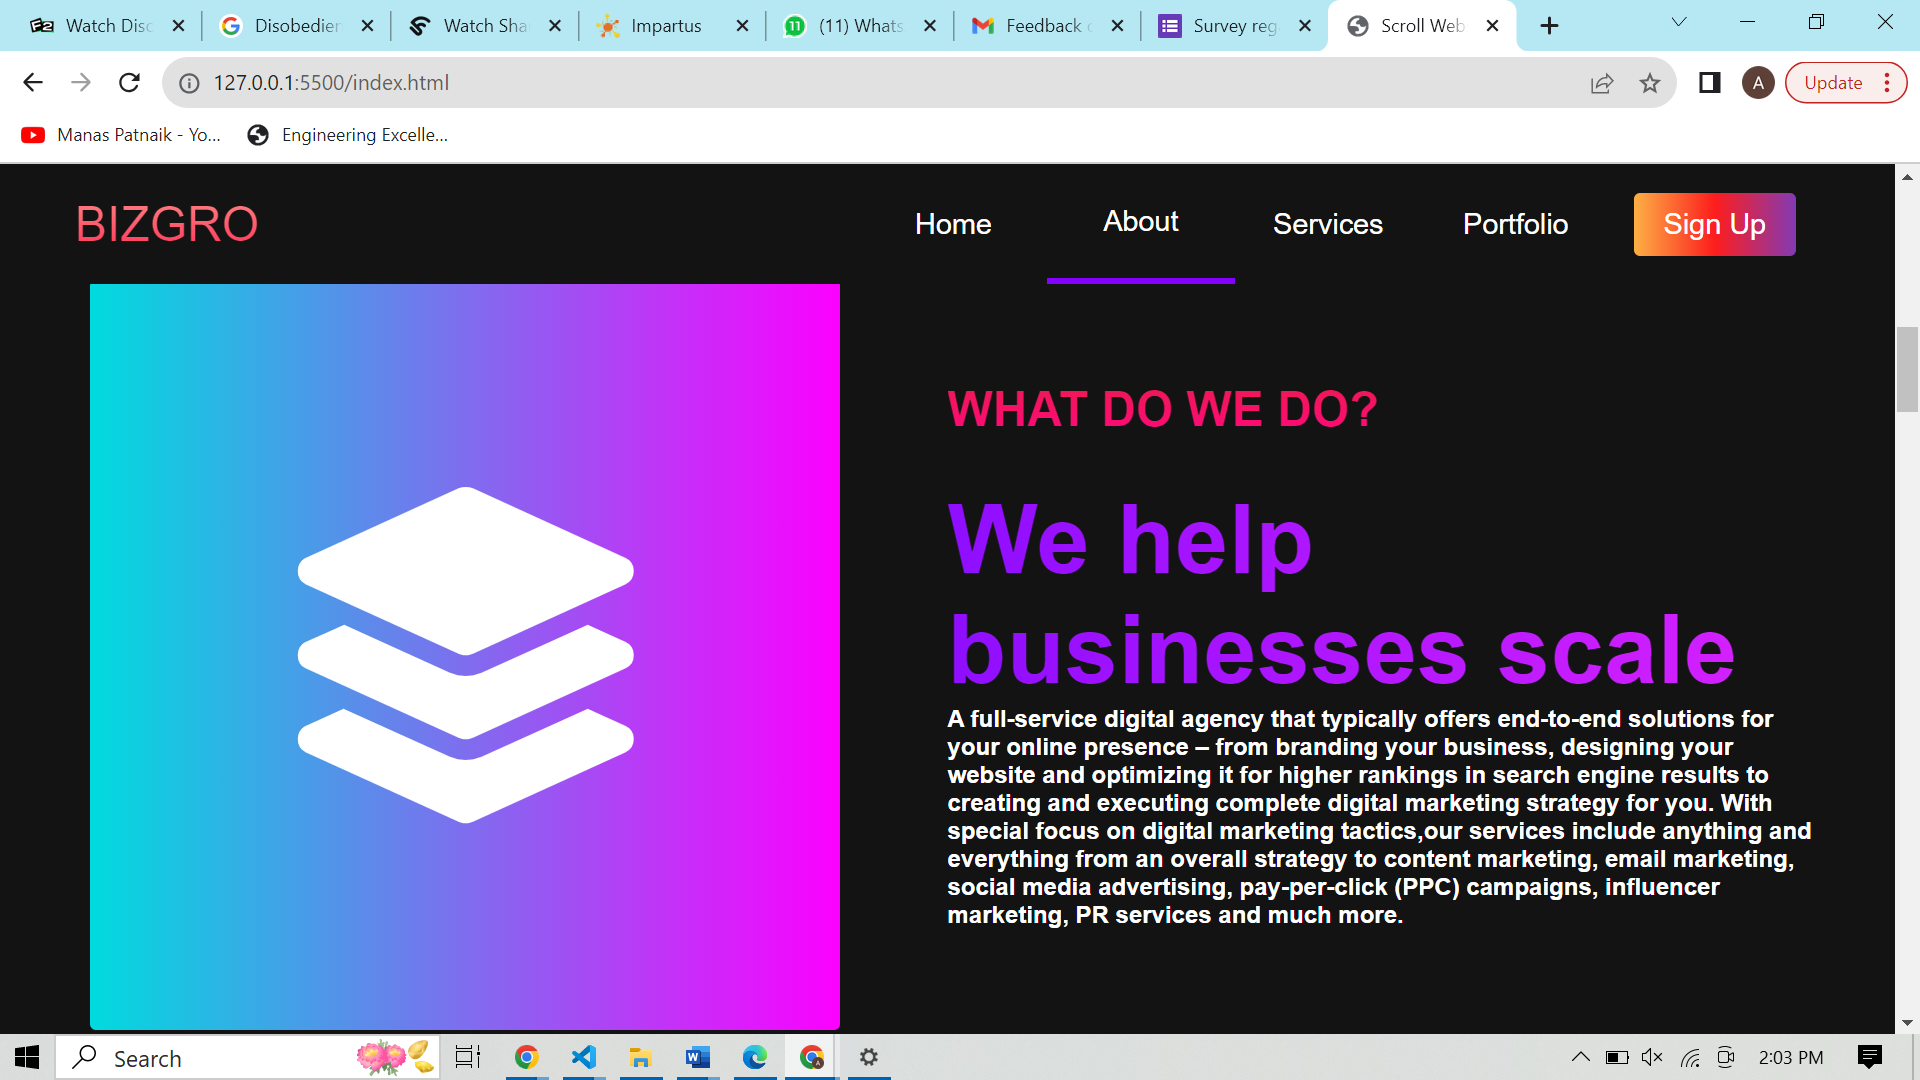 Watch Disc
Disobedien
Watch Sha
Impartus
(11) Whats
Feedback
Survey reg
Scroll Web
127.0.0.1:5500/index.html
A
Update
Manas Patnaik - Yo...
Engineering Excelle...
BIZGRO
Home
About
Services
Portfolio
Sign Up
WHAT DO WE DO?
We help
businesses scale
A full-service digital agency that typically offers end-to-end solutions for
your online presence – from branding your business, designing your
website and optimizing it for higher rankings in search engine results to
creating and executing complete digital marketing strategy for you. With
special focus on digital marketing tactics,our services include anything and
everything from an overall strategy to content marketing, email marketing,
social media advertising, pay-per-click (PPC) campaigns, influencer
marketing, PR services and much more.
Search
2:03 PM